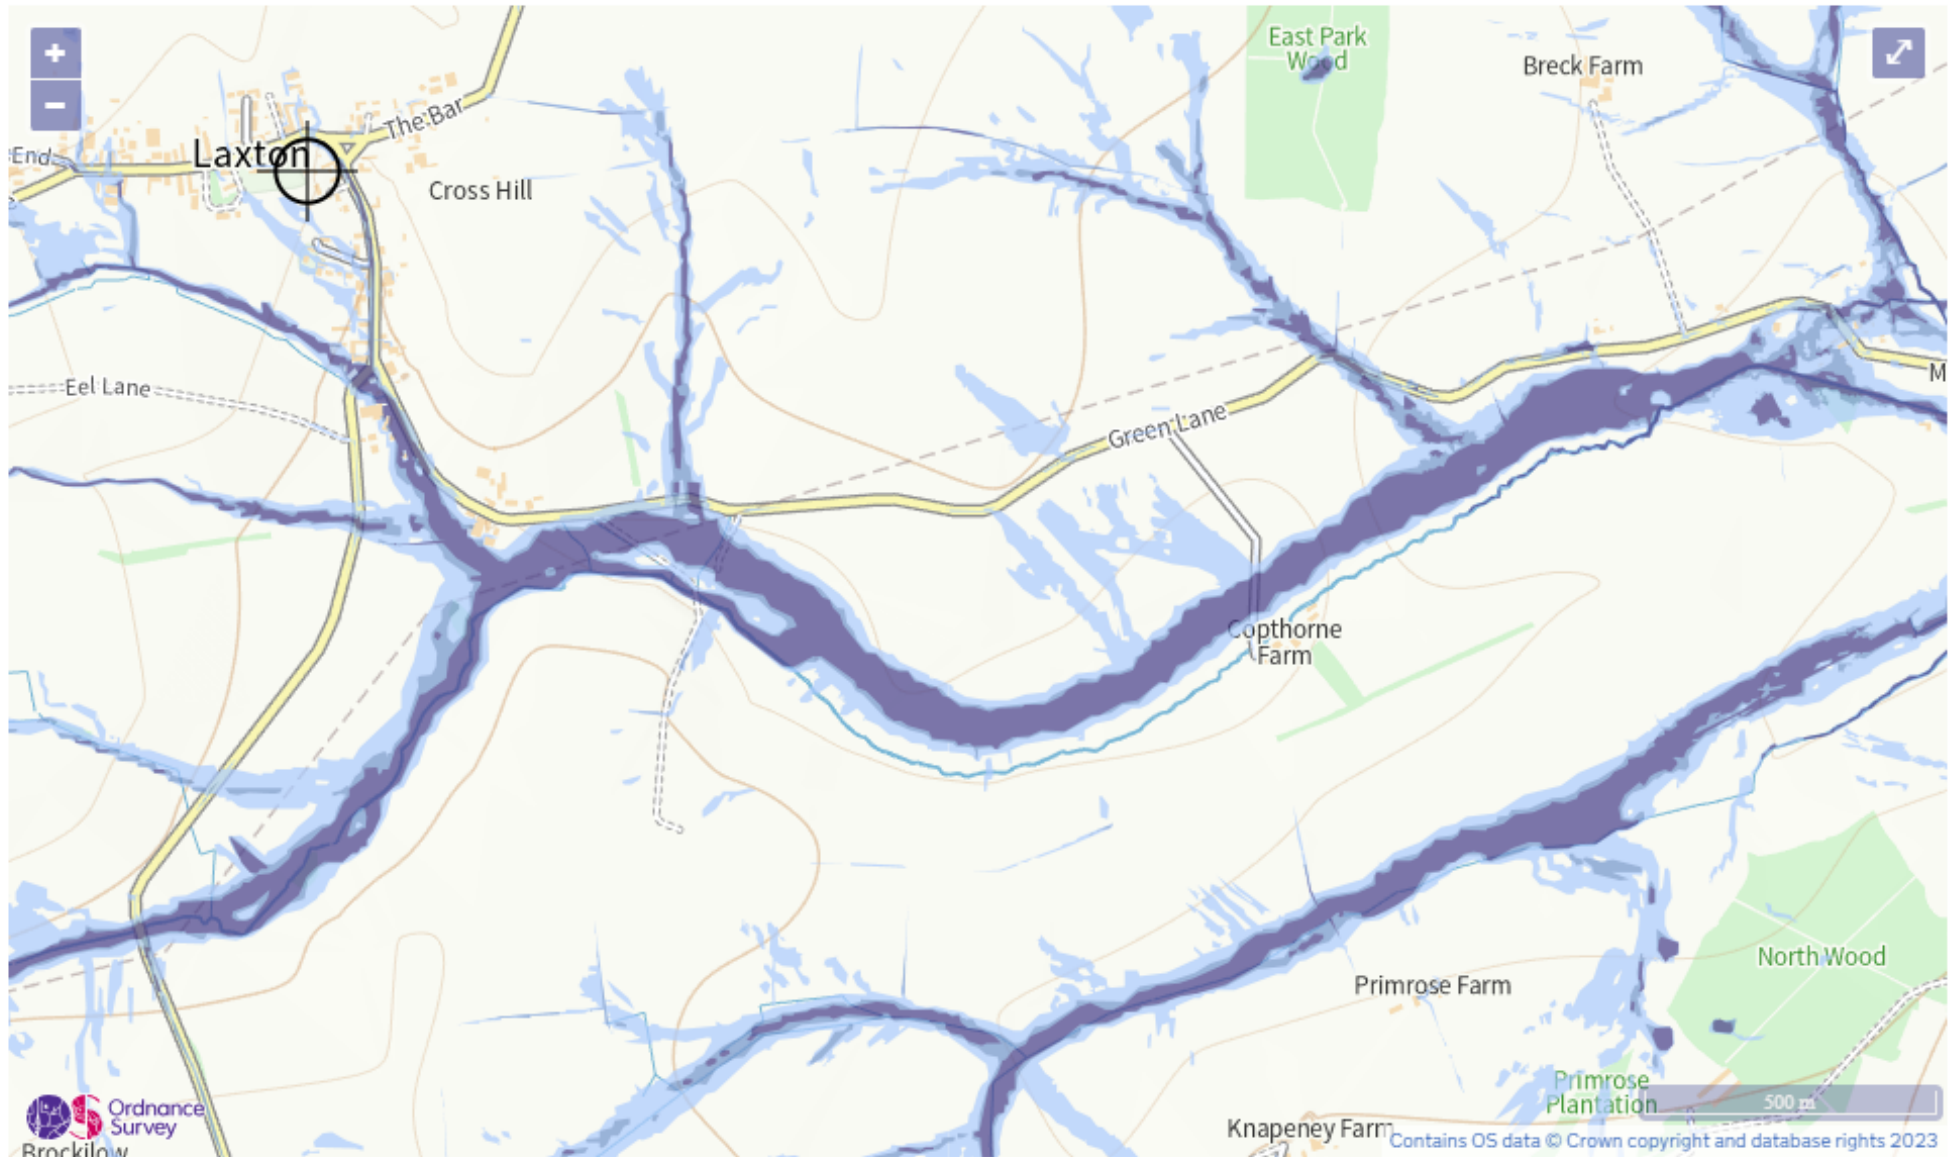 +
−
East Park
Wood
Breck Farm
The Bar
End
Laxton
Cross Hill
Eel Lane
M
Green Lane
Copthorne
Farm
North Wood
Primrose Farm
Primrose
Plantation
500 m
Ordnance
Survey
Knapeney Farm
Contains OS data © Crown copyright and database rights 2023
Brockilow